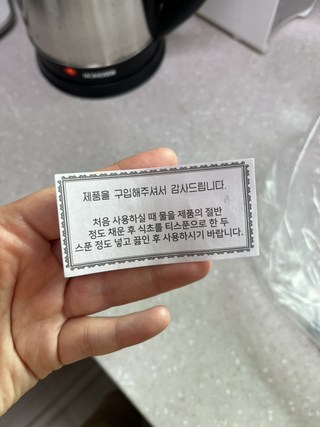 제품을 구입해주셔서 감사드립니다.
처음 사용하실 때 물을 제품의 절반
정도 채운 후 식초를 티스푼으로 한 두
스푼 정도 넣고 끓인 후 사용하시기 바랍니다.